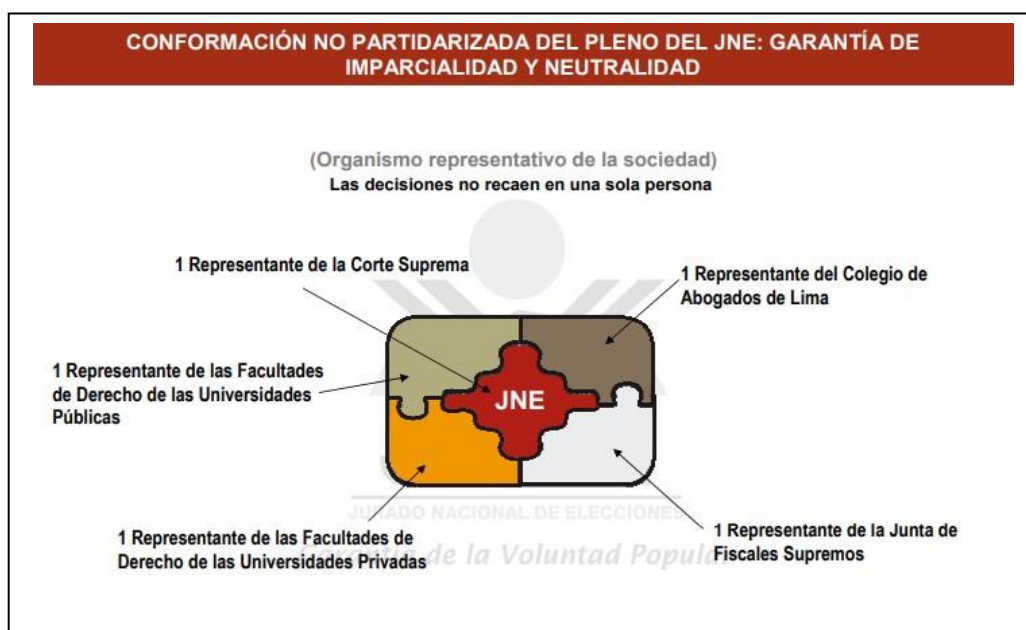 CONFORMACIÓN NO PARTIDARIZADA DEL PLENO DEL JNE: GARANTÍA DE
IMPARCIALIDAD Y NEUTRALIDAD
(Organismo representativo de la sociedad)
Las decisiones no recaen en una sola persona
1 Representante de la Corte Suprema
1 Representante del Colegio de
Abogados de Lima
1 Representante de las Facultades
de Derecho de las Universidades
Públicas
JNE
1 Representante de las Facultades de
Derecho de las Universidades Privadas
1 Representante de la Junta de
Fiscales Supremos
JURADO NACIONAL DE ELECCIONES
Garantía de la Voluntad Popular